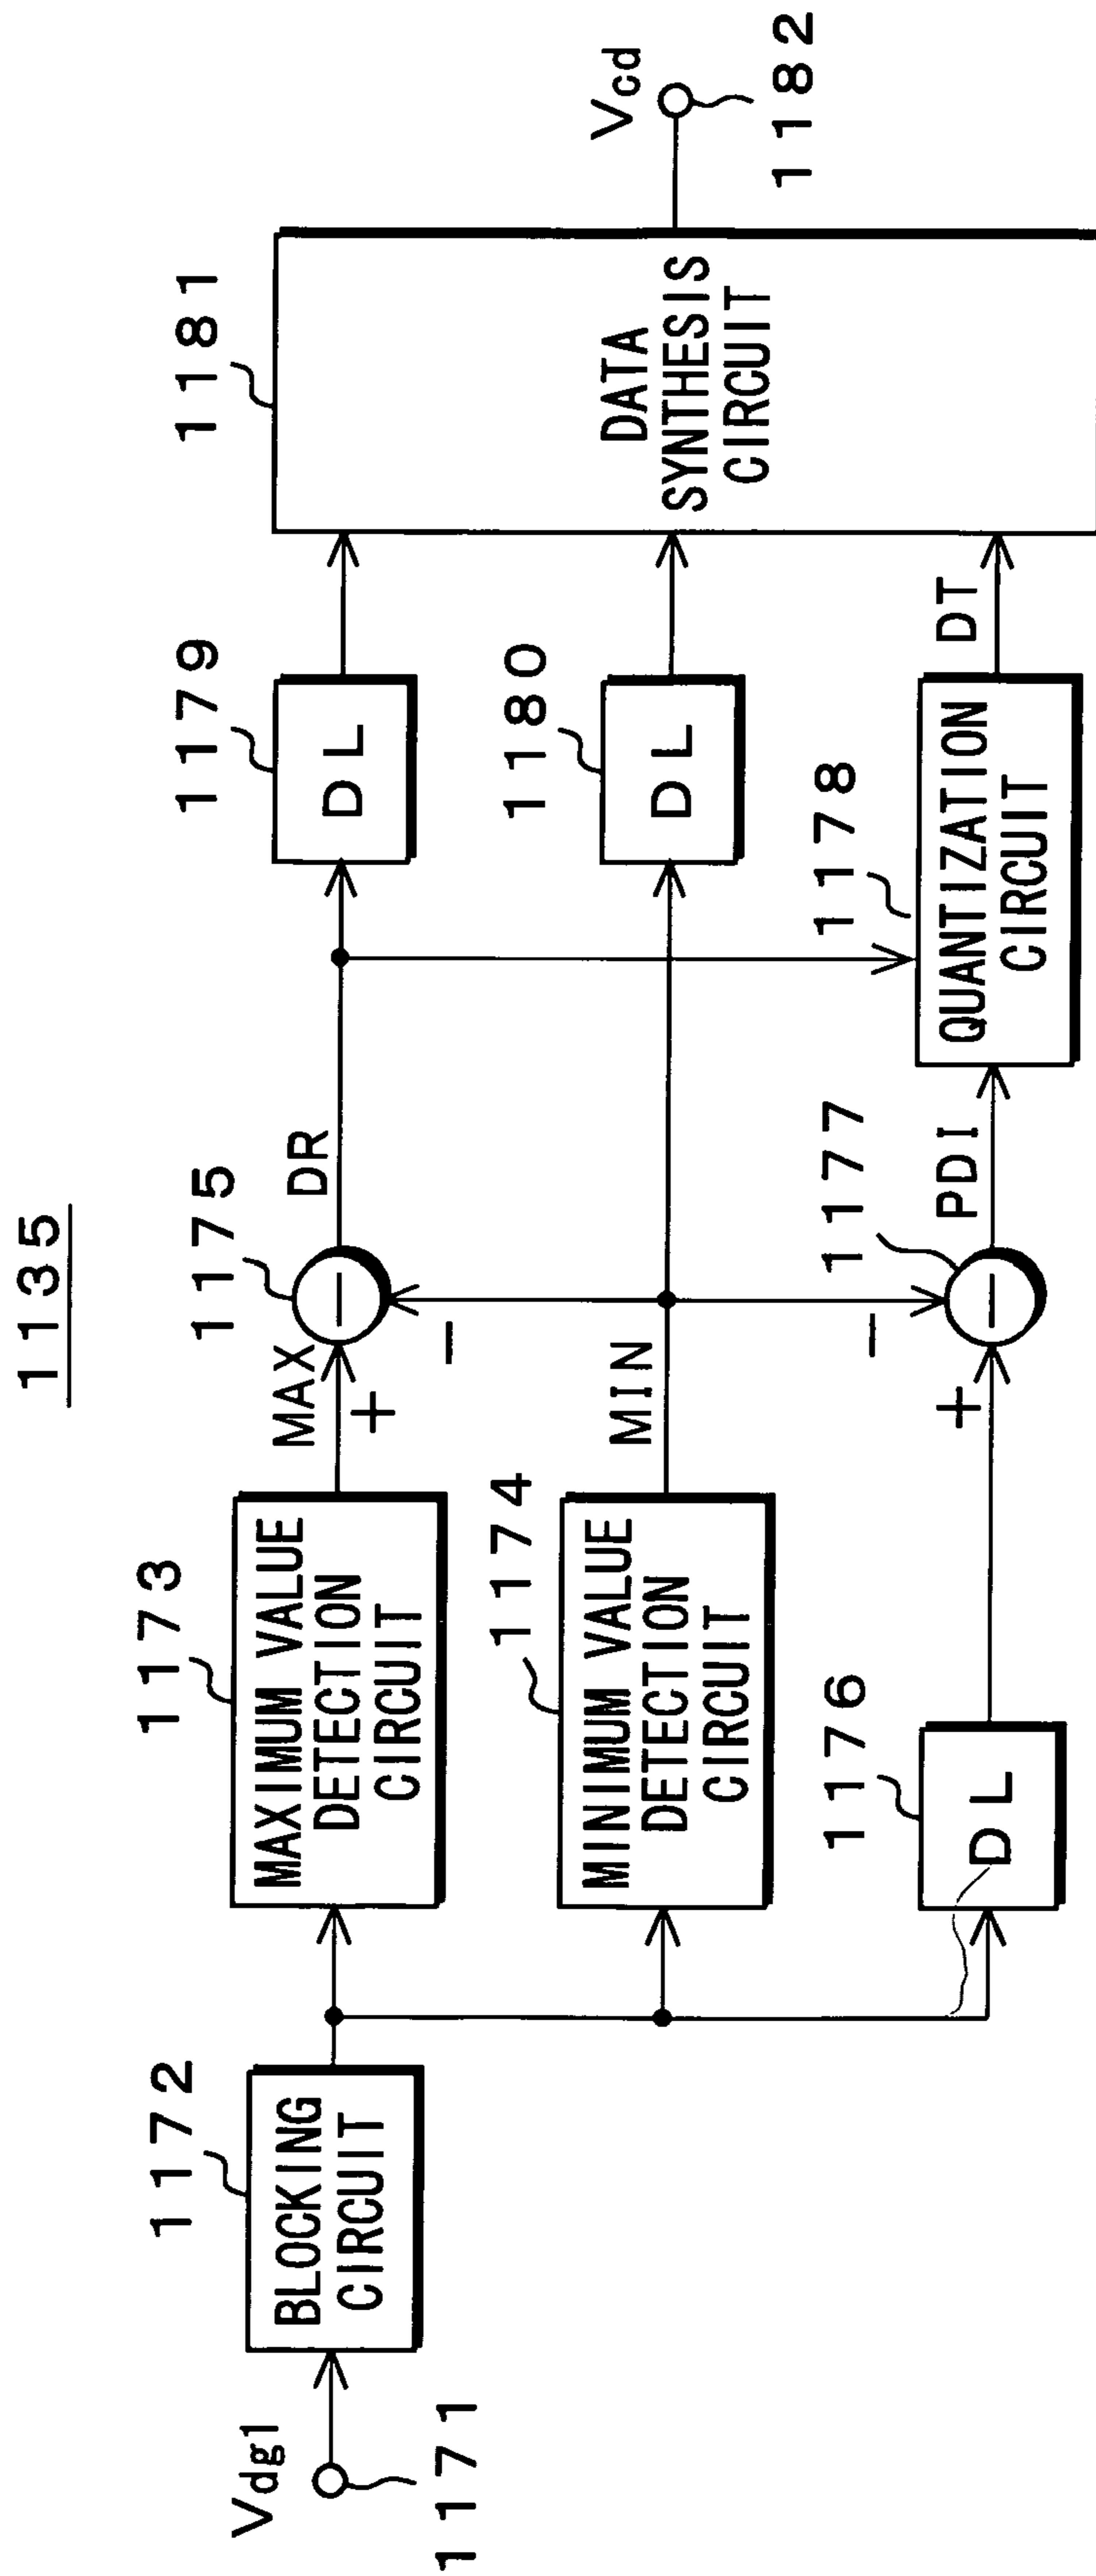 1135
Vdg1
1171
1172
BLOCKING
CIRCUIT
1173
MAXIMUM VALUE
DETECTION
CIRCUIT
MAX
+
-
1175
DR
1179
DL
1181
DATA
SYNTHESIS
CIRCUIT
Vcd
1182
1174
MINIMUM VALUE
DETECTION
CIRCUIT
MIN
1180
DL
1176
DL
+
-
1177
PDI
1178
QUANTIZATION
CIRCUIT
DT